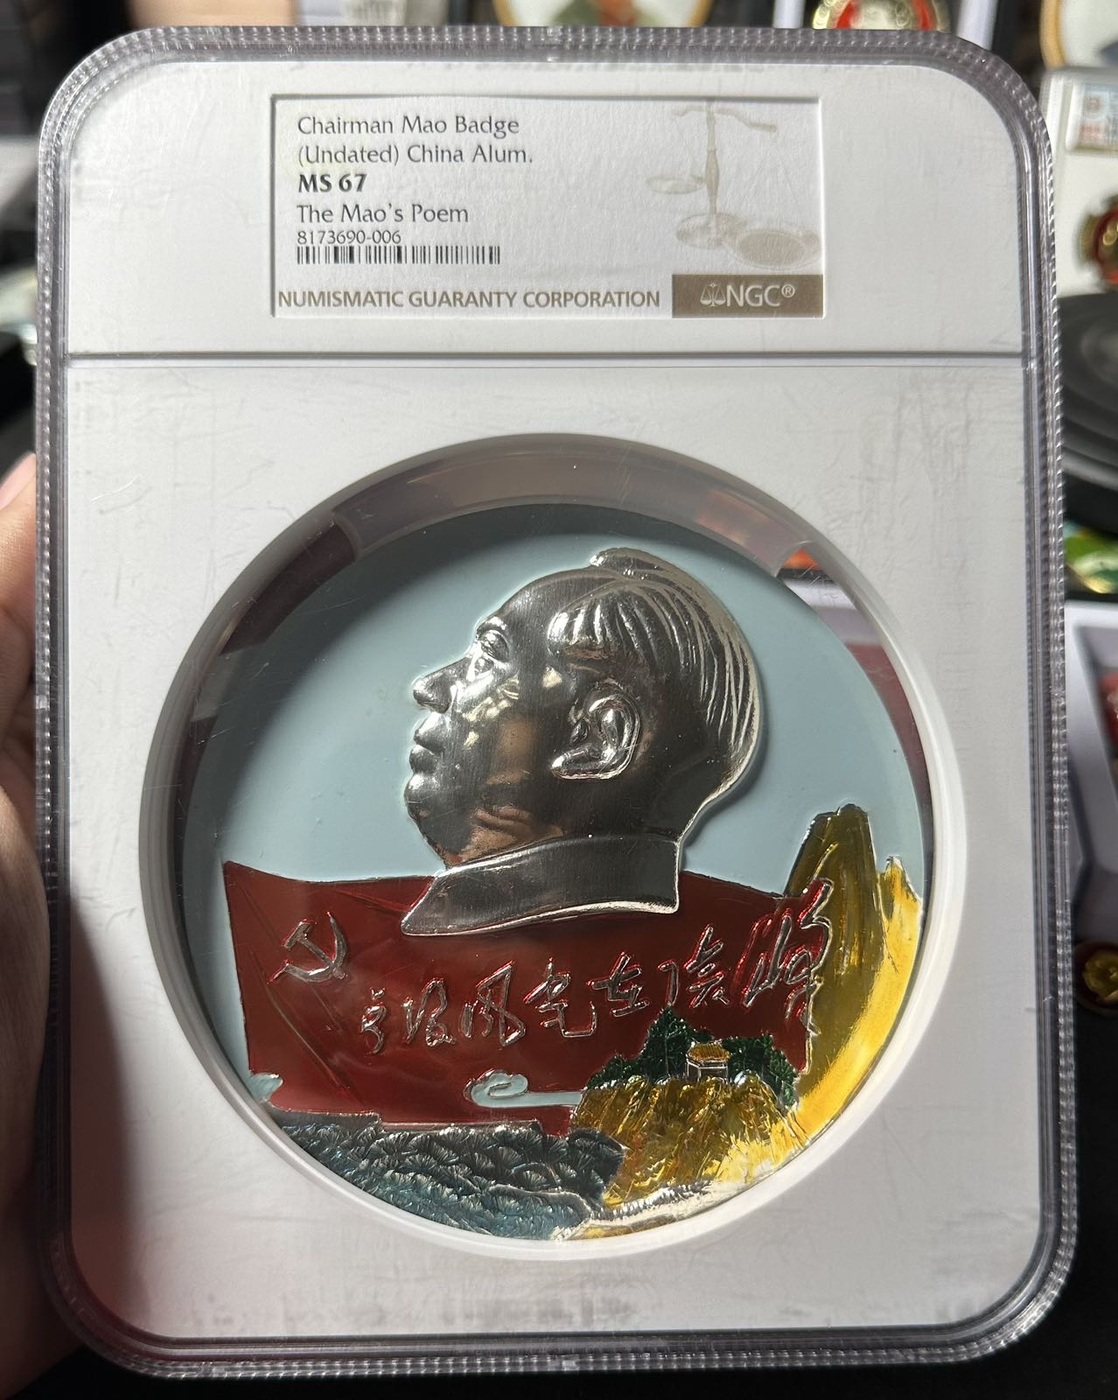 Chairman Mao Badge
(Undated) China Alum.
MS 67
The Mao's Poem
8173690-006
NUMISMATIC GUARANTY CORPORATION NGC®
无限风光在险峰